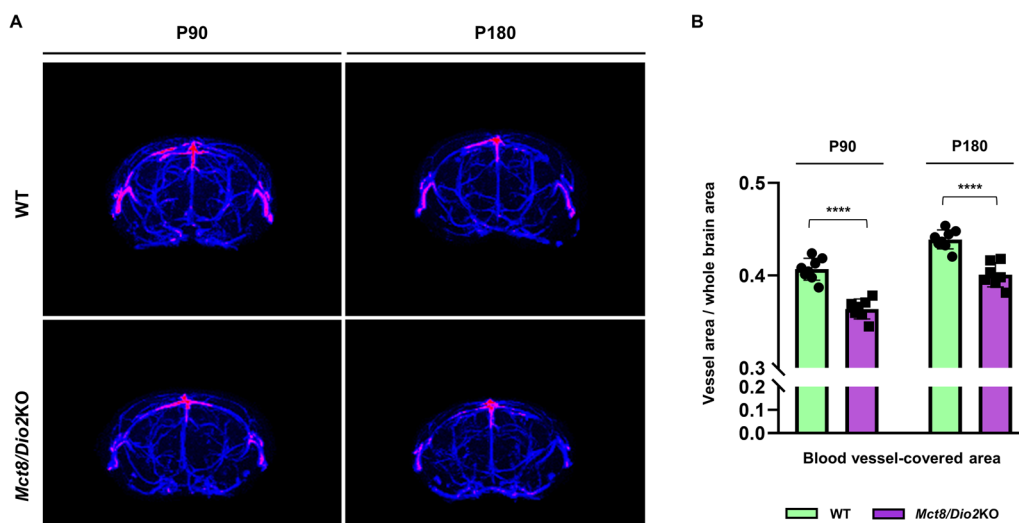 A
P90
P180
WT
Mct8/Dio2KO
B
P90
P180
****
****
Vessel area / whole brain area
0.5
0.4
0.3
0.2
0.1
0.0
Blood vessel-covered area
WT
Mct8/Dio2KO